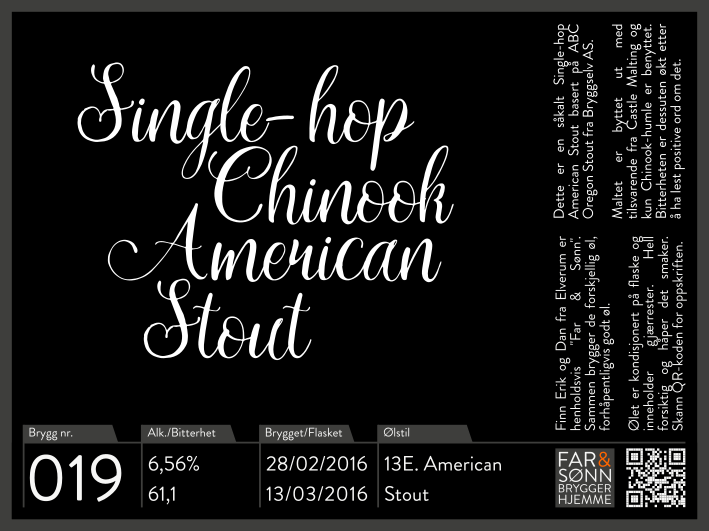 Single-hop
Chinook
American
Stout
Dette er en såkalt Single-hop
American Stout basert på ABC
Oregon Stout fra Bryggselv AS.
Maltet er byttet ut med
tilsvarende fra Castle Malting og
kun Chinook-humle er benyttet.
Bitterheten er dessuten økt etter
å ha lest positive ord om det.
Finn Erik og Dan fra Elverum er
henholdsvis "Far & Sønn".
Sammen brygger de forskjellig øl,
forhåpentligvis godt øl.
Ølet er kondisjonert på flaske og
inneholder gjærrester. Hell
forsiktig og håper det smaker.
Skann QR-koden for oppskriften.
Brygg nr.
019
Alk./Bitterhet
6,56%
61,1
Brygget/Flasket
28/02/2016
13/03/2016
Ølstil
13E. American
Stout
FAR&
SØNN
BRYGGER
HJEMME